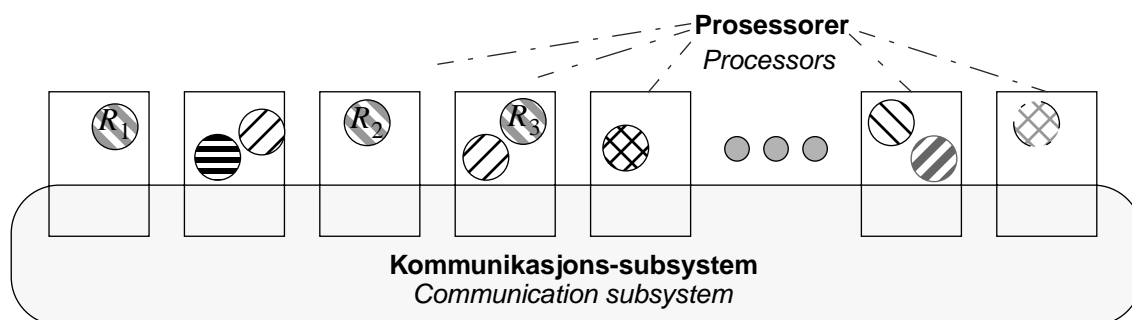 Prosessorer
Processors
R1
R2
R3
Kommunikasjons-subsystem
Communication subsystem